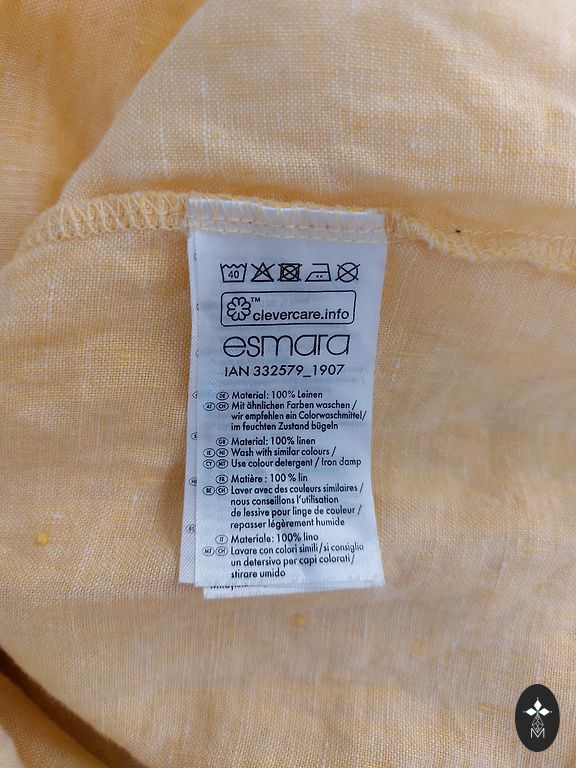 40
clevercare.info
TM
esmara
IAN 332579_1907
DE Material: 100% Leinen
AT CH Mit ähnlichen Farben waschen /
wir empfehlen ein Colorwaschmittel/
im feuchten Zustand bügeln
GB Material: 100% linen
IE NI Wash with similar colours /
CY MT Use colour detergent / Iron damp
FR Matière : 100 % lin
BE CH Laver avec des couleurs similaires /
nous conseillons l'utilisation
de lessive pour linge de couleur /
repasser légèrement humide
IT Materiale: 100% lino
MT CH Lavare con colori simili/si consiglia
un detersivo per capi colorati/
stirare umido
M